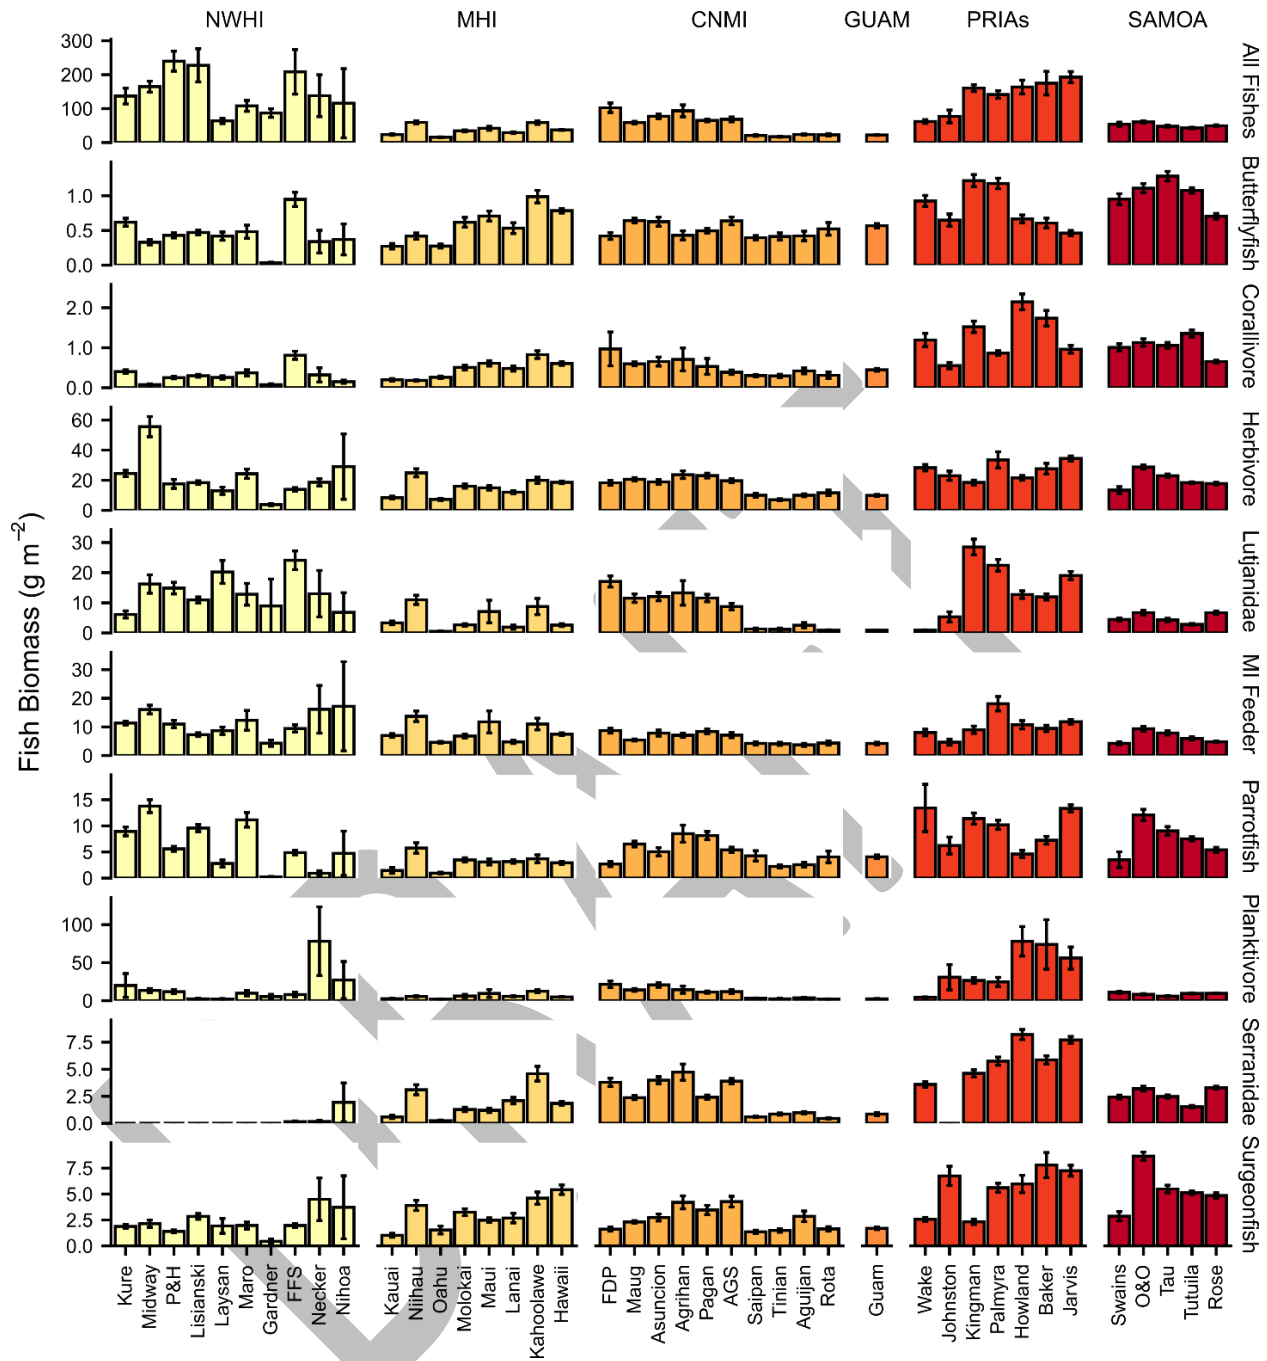 NWHI MHI CNMI GUAM PRIAs SAMOA
Fish Biomass (g m⁻²)
300
200
100
0
All Fishes
1.0
0.5
0.0
Butterflyfish
2.0
1.0
0.0
Corallivore
60
40
20
0
Herbivore
30
20
10
0
Lutjanidae
30
20
10
0
MI Feeder
15
10
5
0
Parrotfish
100
50
0
Planktivore
7.5
5.0
2.5
0.0
Serranidae
7.5
5.0
2.5
0.0
Surgeonfish
Kure
Midway
P&H
Lisianski
Laysan
Maro
Gardner
FFS
Necker
Nihoa
Kauai
Niihau
Oahu
Molokai
Maui
Lanai
Kahoolawe
Hawaii
FDP
Maug
Asuncion
Agrihan
Pagan
AGS
Saipan
Tinian
Aguijan
Rota
Guam
Wake
Johnston
Kingman
Palmyra
Howland
Baker
Jarvis
Swains
O&O
Tau
Tutuila
Rose